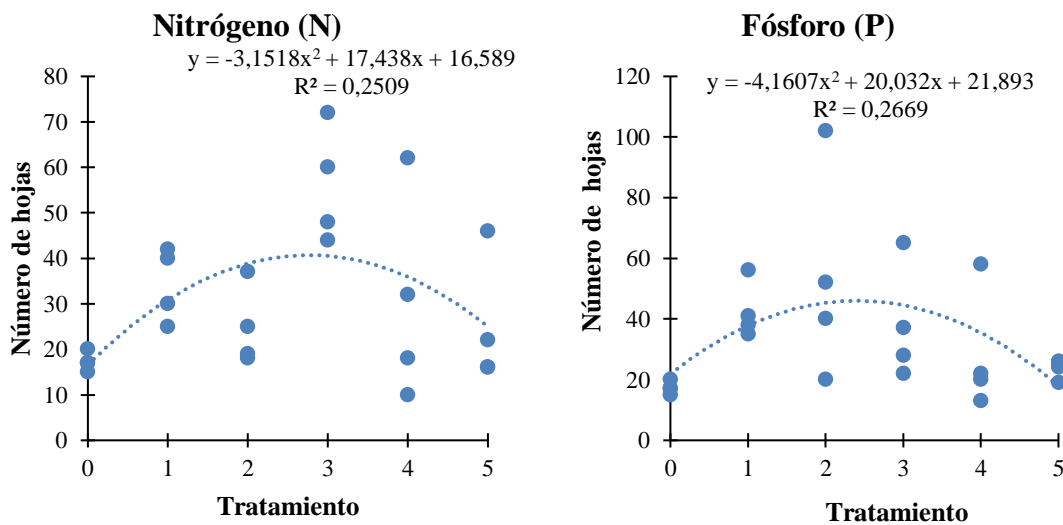 Nitrógeno (N)
y = -3,1518x² + 17,438x + 16,589
R² = 0,2509
Número de hojas
80
70
60
50
40
30
20
10
0
0 1 2 3 4 5
Tratamiento
Fósforo (P)
y = -4,1607x² + 20,032x + 21,893
R² = 0,2669
Número de hojas
120
100
80
60
40
20
0
0 1 2 3 4 5
Tratamiento